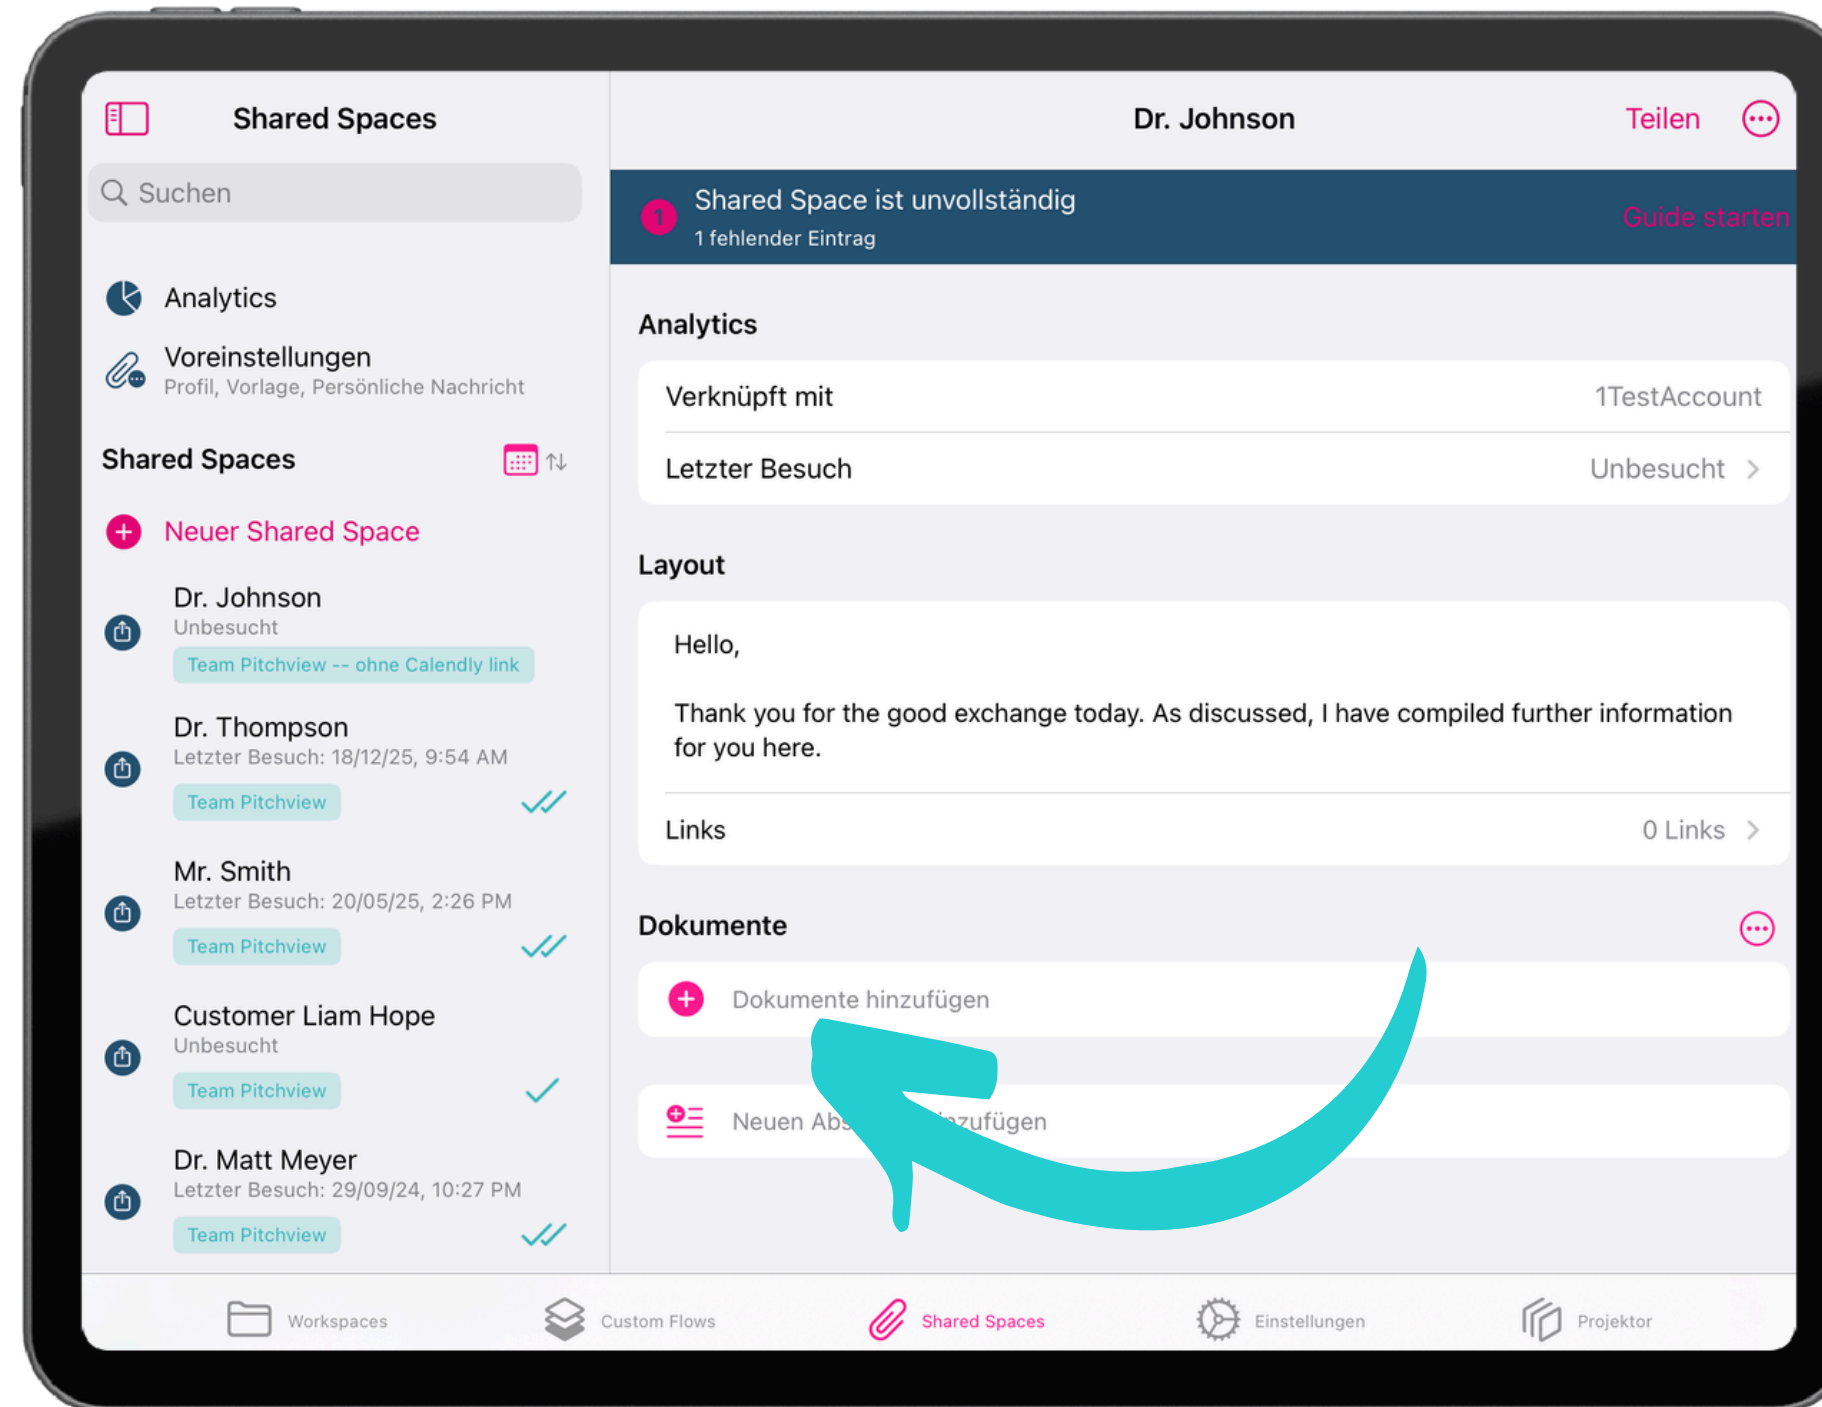 Shared Spaces
Suchen
Analytics
Voreinstellungen
Profil, Vorlage, Persönliche Nachricht
Shared Spaces
Neuer Shared Space
Dr. Johnson
Unbesucht
Team Pitchview -- ohne Calendly link
Dr. Thompson
Letzter Besuch: 18/12/25, 9:54 AM
Team Pitchview
Mr. Smith
Letzter Besuch: 20/05/25, 2:26 PM
Team Pitchview
Customer Liam Hope
Unbesucht
Team Pitchview
Dr. Matt Meyer
Letzter Besuch: 29/09/24, 10:27 PM
Team Pitchview
Dr. Johnson
Teilen
1
Shared Space ist unvollständig
1 fehlender Eintrag
Guide starten
Analytics
Verknüpft mit 1TestAccount
Letzter Besuch Unbesucht
Layout
Hello,
Thank you for the good exchange today. As discussed, I have compiled further information
for you here.
Links 0 Links
Dokumente
Dokumente hinzufügen
Neuen
Workspaces
Custom Flows
Shared Spaces
Einstellungen
Projektor